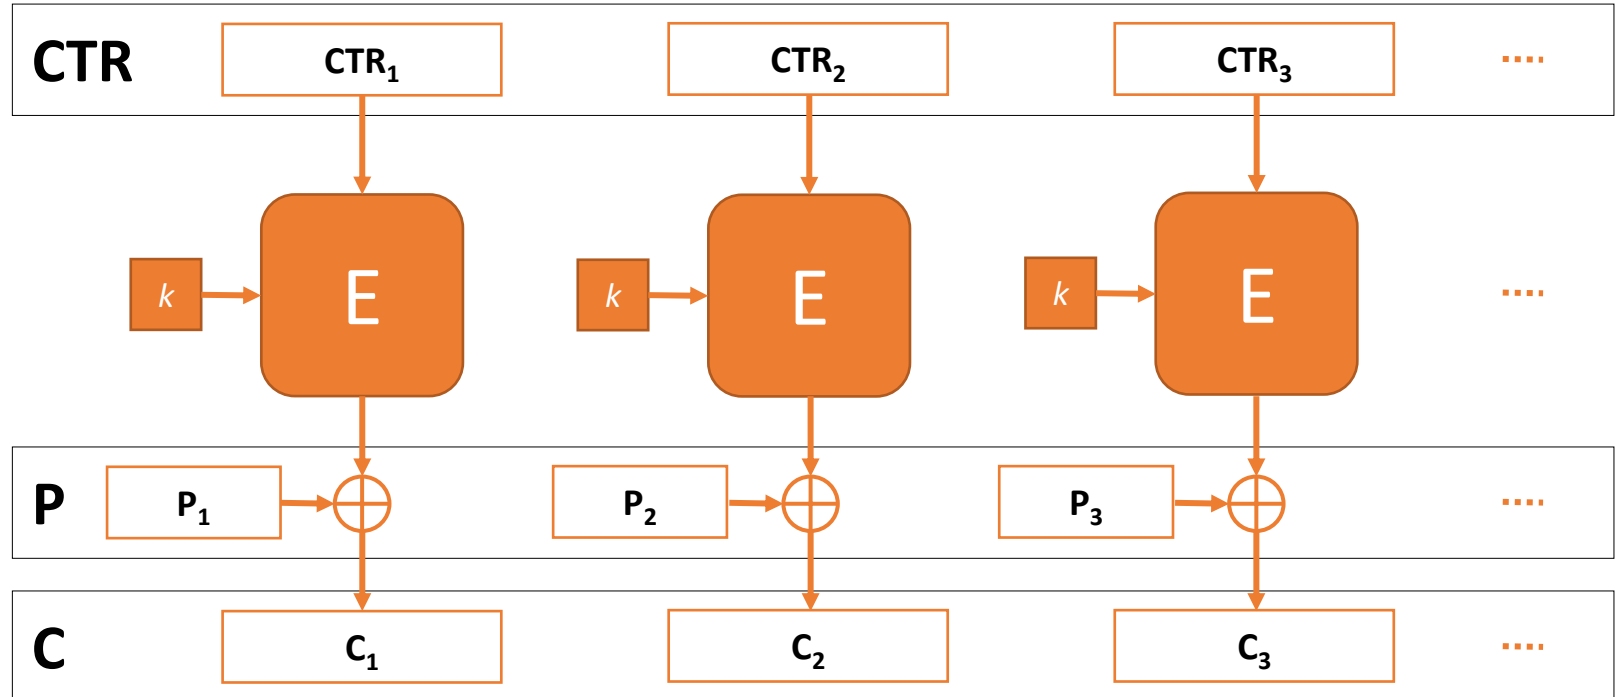 CTR CTR₁ CTR₂ CTR₃ ....
k E k E k E ....
P P₁ P₂ P₃ ....
C C₁ C₂ C₃ ....